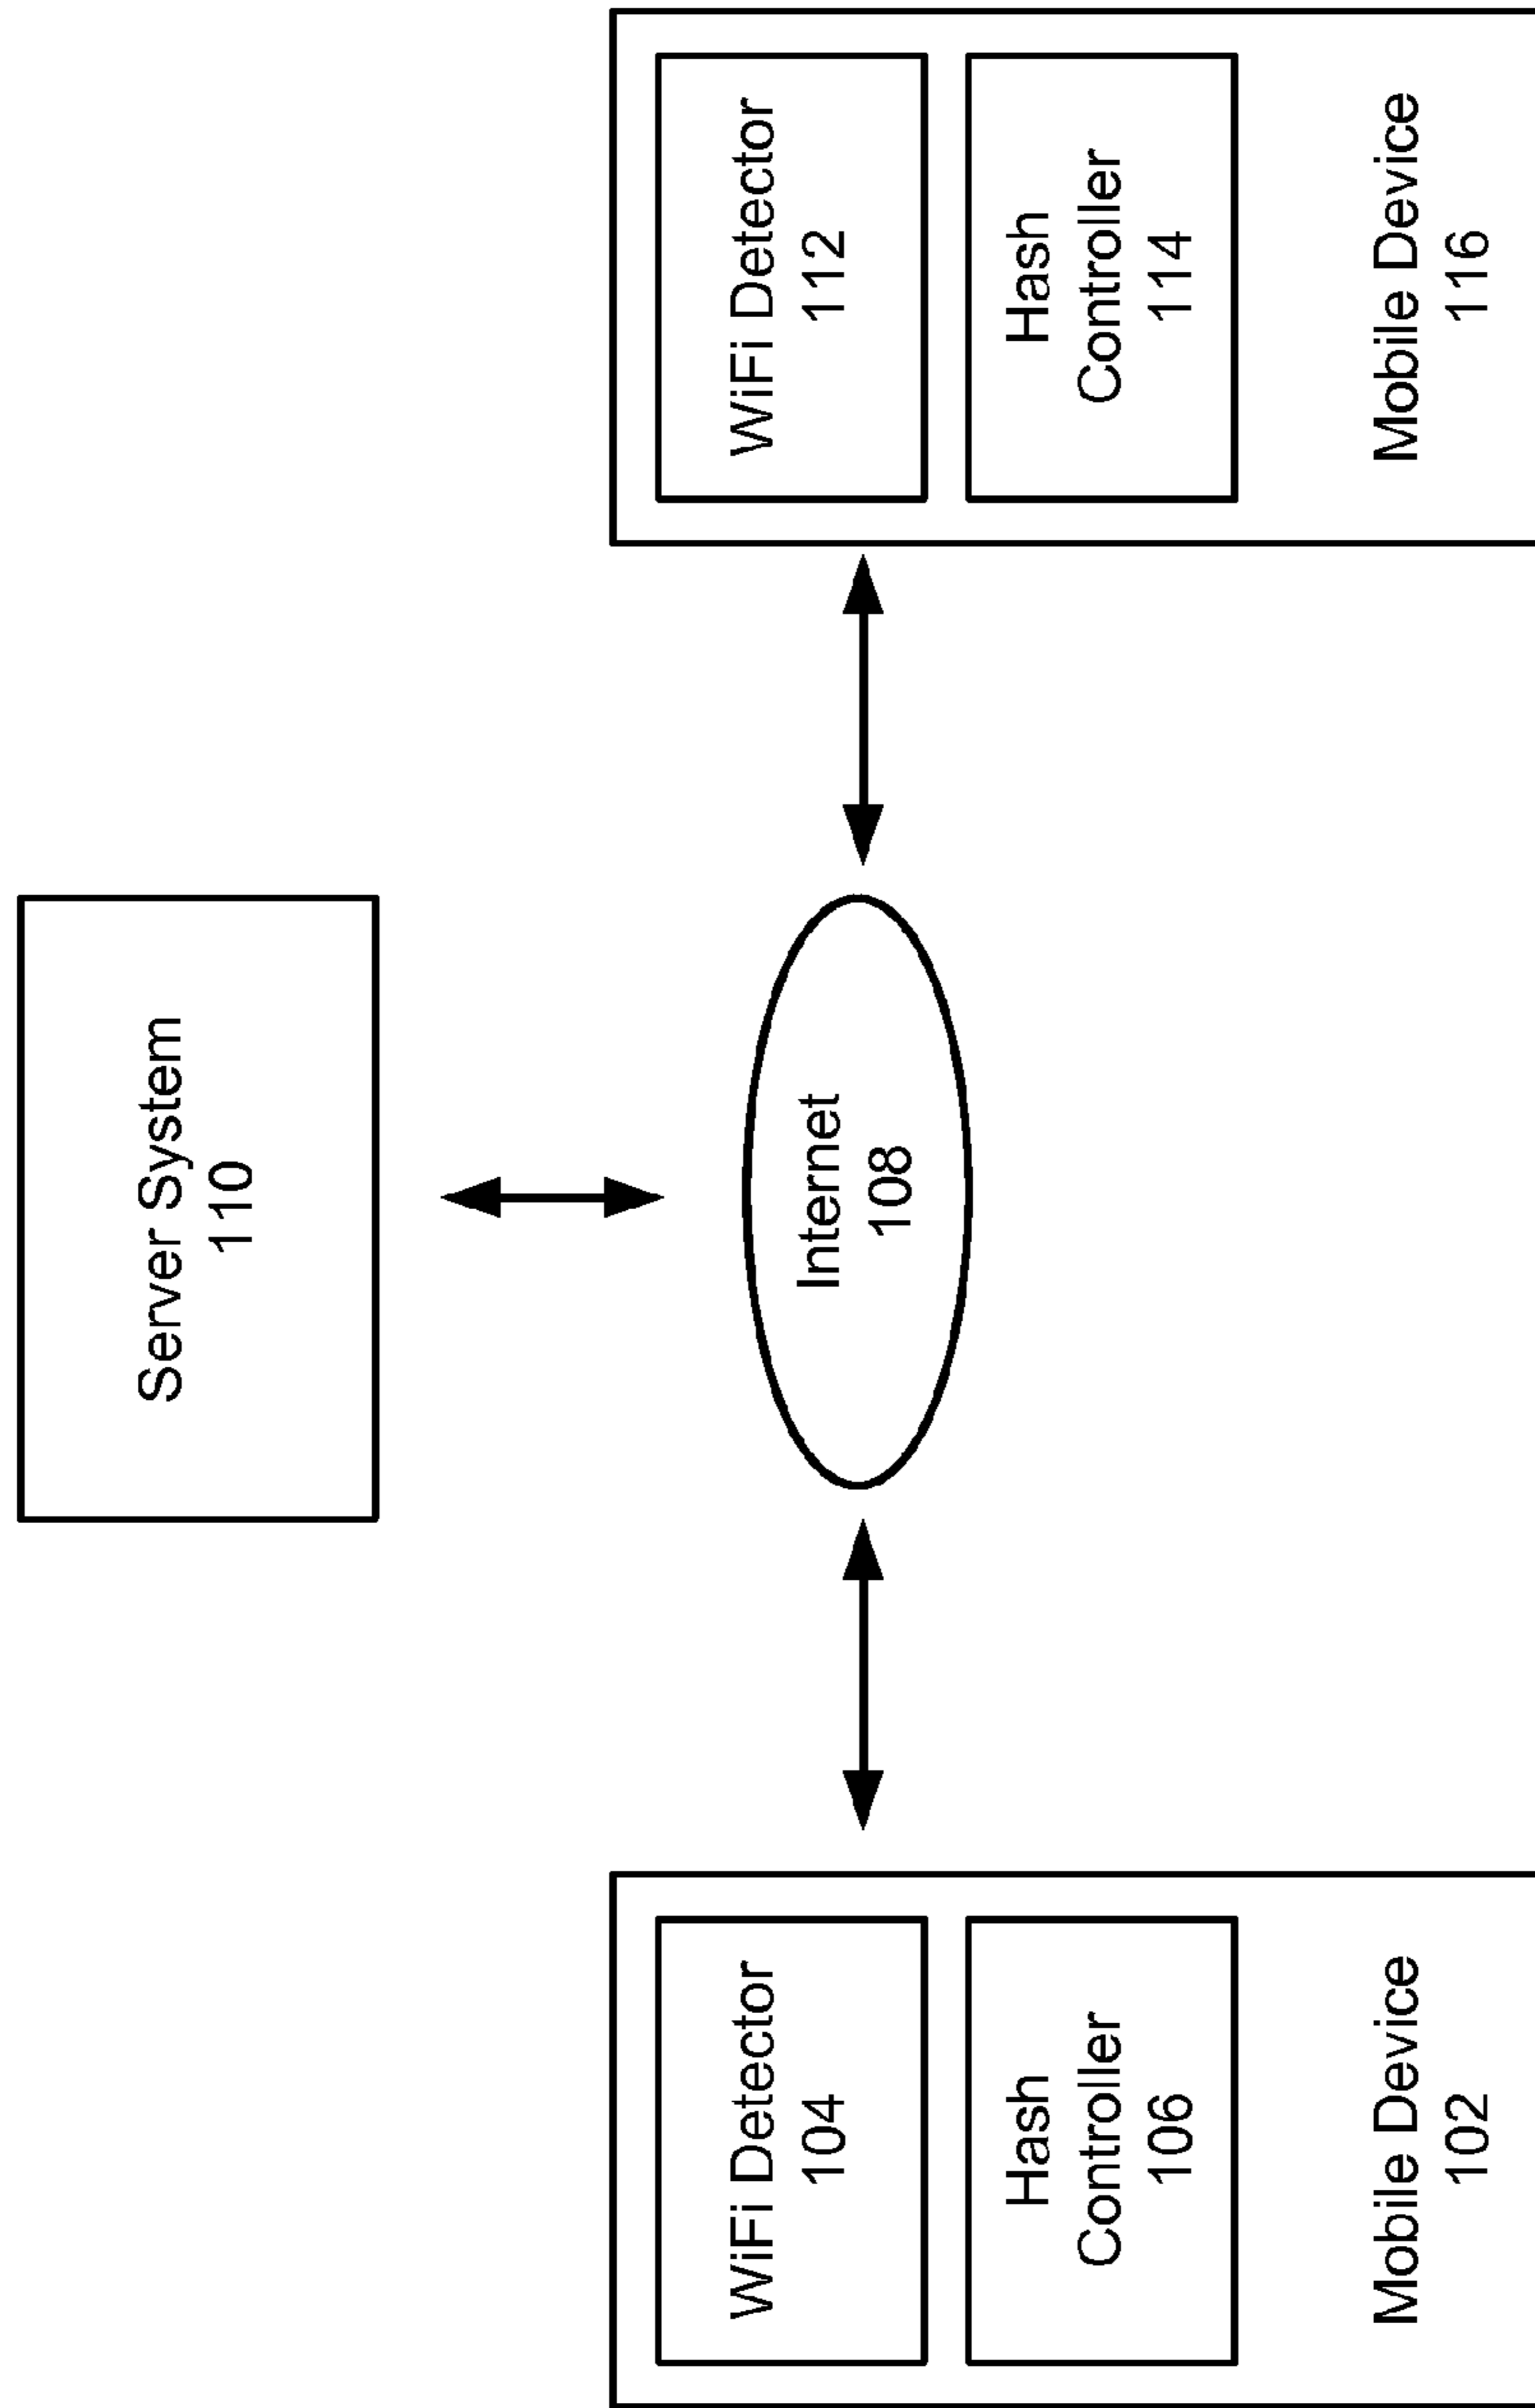 Server System
110
WiFi Detector
104
Hash
Controller
106
Mobile Device
102
Internet
108
WiFi Detector
112
Hash
Controller
114
Mobile Device
116